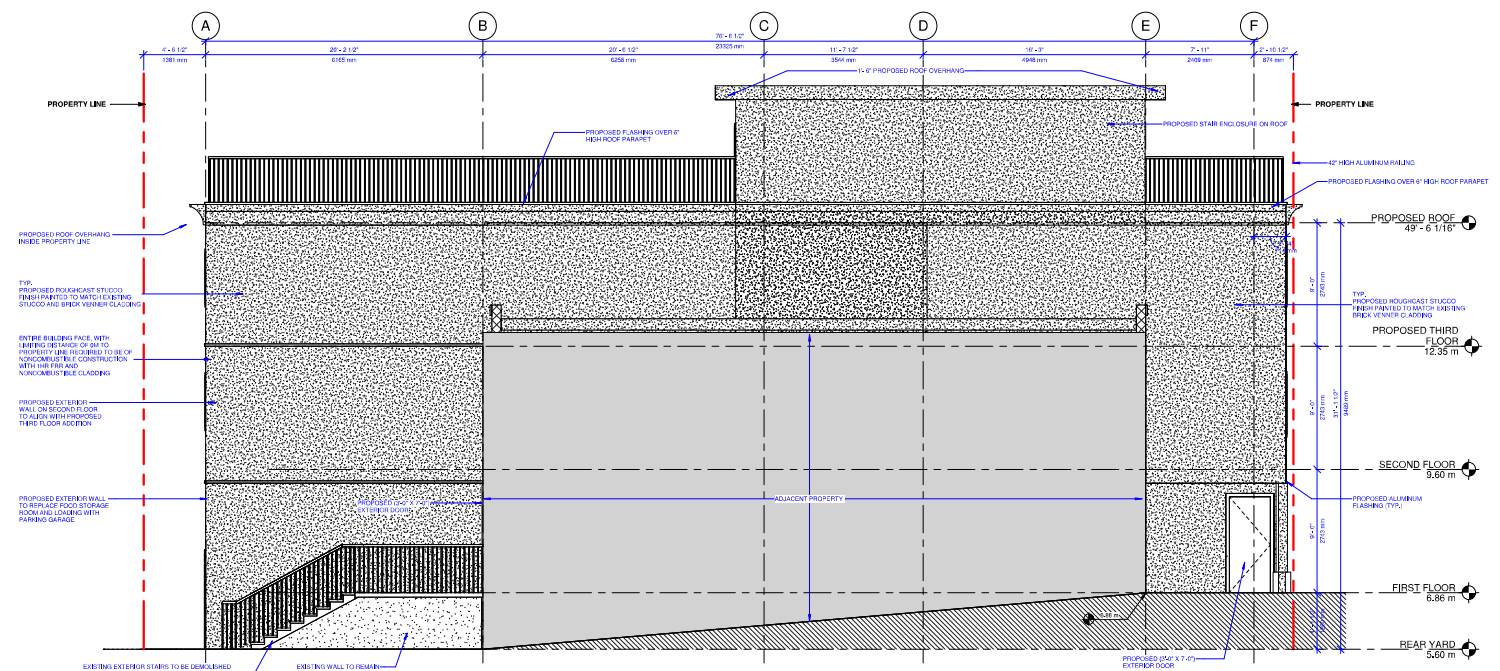 A
B
C
D
E
F
76' - 6 1/2"
23325 mm
4' - 6 1/2"
1381 mm
20' - 2 1/2"
6165 mm
20' - 6 1/2"
6258 mm
11' - 7 1/2"
3544 mm
16' - 3"
4948 mm
7' - 11"
2409 mm
2' - 10 1/2"
874 mm
1'- 6" PROPOSED ROOF OVERHANG
PROPERTY LINE
PROPERTY LINE
PROPOSED FLASHING OVER 6"
HIGH ROOF PARAPET
PROPOSED STAIR ENCLOSURE ON ROOF
42" HIGH ALUMINUM RAILING
PROPOSED FLASHING OVER 6" HIGH ROOF PARAPET
PROPOSED ROOF
49' - 6 1/16"
PROPOSED ROOF OVERHANG
INSIDE PROPERTY LINE
TYP.
PROPOSED ROUGHCAST STUCCO
FINISH PAINTED TO MATCH EXISTING
STUCCO AND BRICK VENNER CLADDING
TYP.
PROPOSED ROUGHCAST STUCCO
FINISH PAINTED TO MATCH EXISTING
BRICK VENNER CLADDING
9' - 0"
2743 mm
PROPOSED THIRD
FLOOR
12.35 m
ENTIRE BUILDING FACE, WITH
LIMITING DISTANCE OF 0M TO
PROPERTY LINE REQUIRED TO BE OF
NONCOMBUSTIBLE CONSTRUCTION
WITH 1HR FRR AND
NONCOMBUSTIBLE CLADDING
PROPOSED EXTERIOR
WALL ON SECOND FLOOR
TO ALIGN WITH PROPOSED
THIRD FLOOR ADDITION
9' - 0"
2743 mm
31' - 1 1/2"
9489 mm
SECOND FLOOR
9.60 m
PROPOSED EXTERIOR WALL
TO REPLACE FOOD STORAGE
ROOM AND LOADING WITH
PARKING GARAGE
PROPOSED (3'-0" X 7'-0")
EXTERIOR DOOR
ADJACENT PROPERTY
PROPOSED ALUMINUM
FLASHING (TYP.)
9' - 0"
2743 mm
FIRST FLOOR
6.86 m
REAR YARD
5.60 m
EXISTING EXTERIOR STAIRS TO BE DEMOLISHED
EXISTING WALL TO REMAIN
PROPOSED (3'-0" X 7'-0")
EXTERIOR DOOR